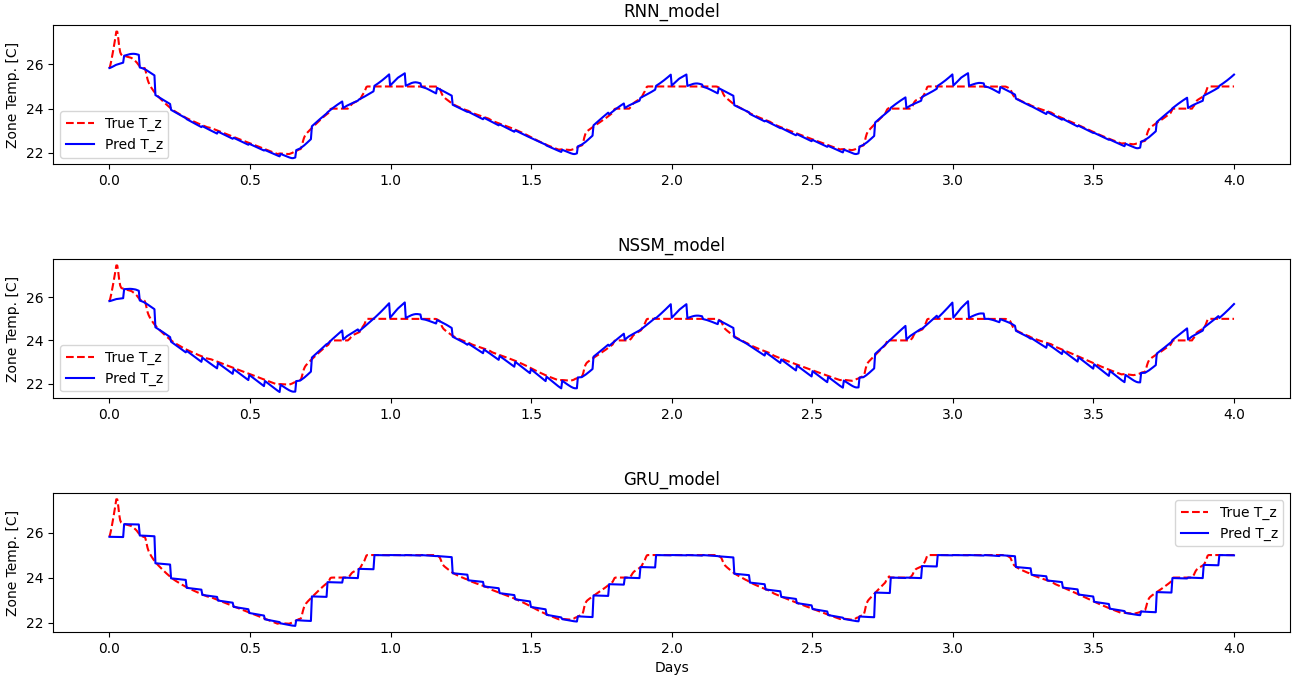 RNN_model
Zone Temp. [C]
26
24
22
True T_z
Pred T_z
0.0 0.5 1.0 1.5 2.0 2.5 3.0 3.5 4.0
NSSM_model
Zone Temp. [C]
26
24
22
True T_z
Pred T_z
0.0 0.5 1.0 1.5 2.0 2.5 3.0 3.5 4.0
GRU_model
Zone Temp. [C]
26
24
22
True T_z
Pred T_z
0.0 0.5 1.0 1.5 2.0 2.5 3.0 3.5 4.0
Days